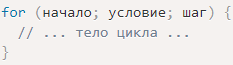 for (начало; условие; шаг) {
  // ... тело цикла ...
}